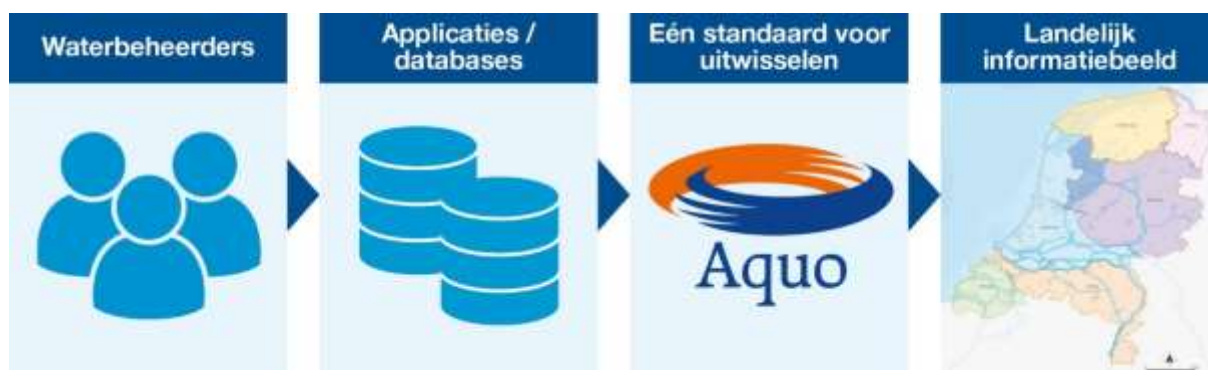 Waterbeheerders
Applicaties /
databases
Eén standaard voor
uitwisselen
Landelijk
informatiebeeld
Aquo